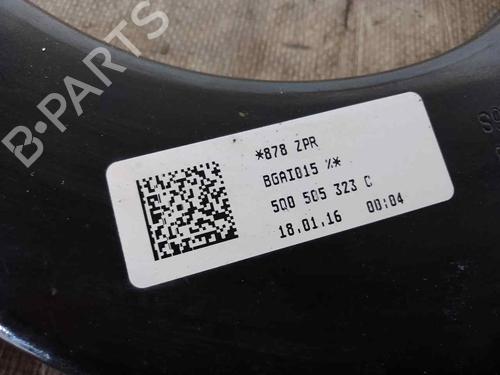 B-PARTS
*878 ZPR
BGAI015 %*
5Q0 505 323 C
18.01.16 00:04